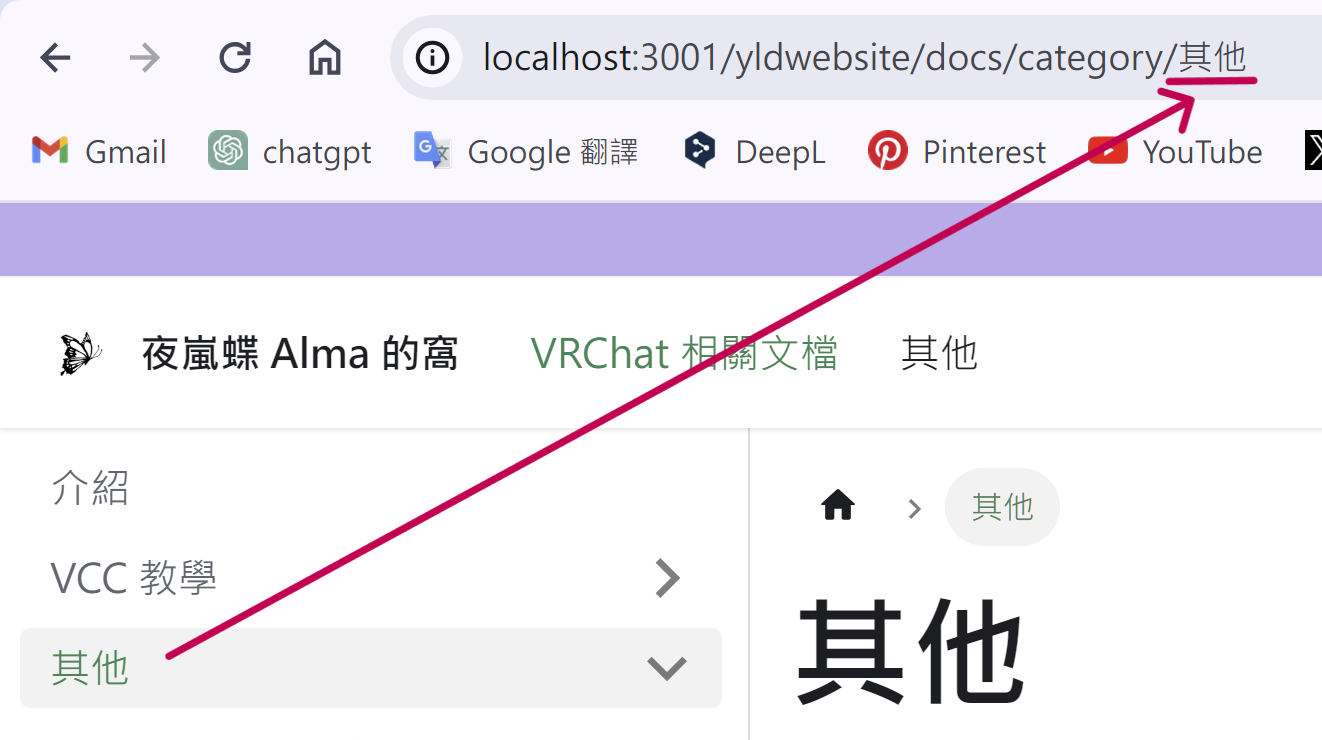 localhost:3001/yldwebsite/docs/category/其他
Gmail chatgpt Google 翻譯 DeepL Pinterest YouTube
夜嵐蝶 Alma 的窩 VRChat 相關文檔 其他
介紹
VCC 教學
其他
其他
其他